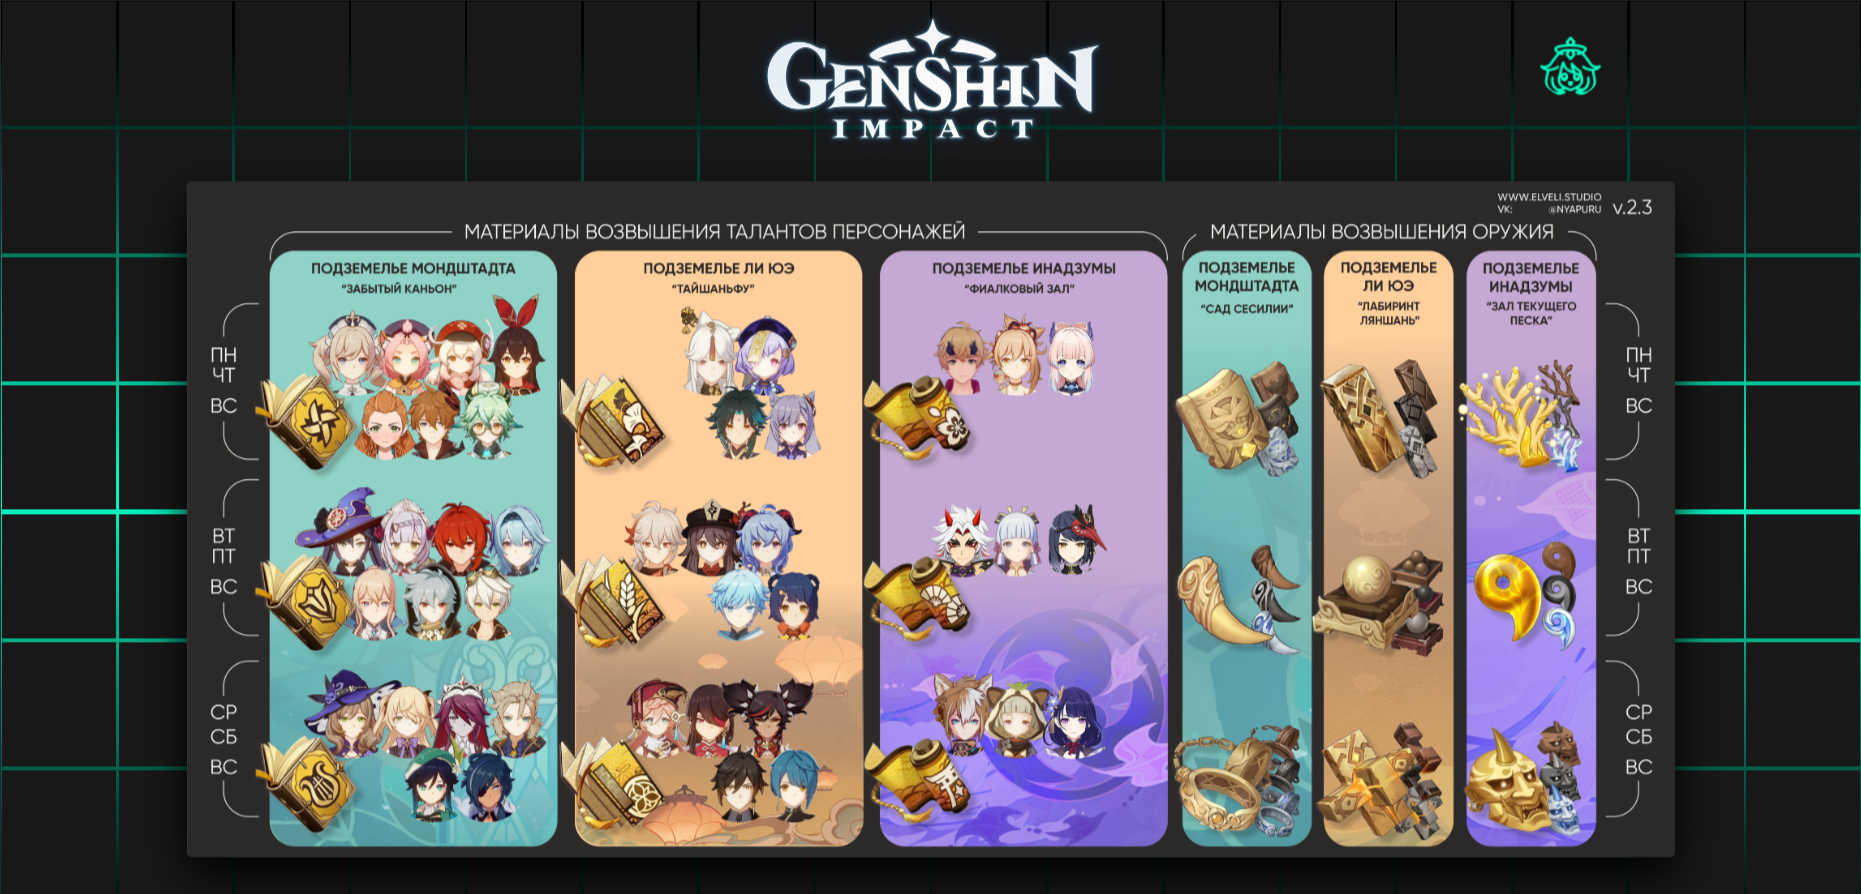 GENSHIN
IMPACT
WWW.ELVELI.STUDIO
VK: @NYAPURU
v.2.3
МАТЕРИАЛЫ ВОЗВЫШЕНИЯ ТАЛАНТОВ ПЕРСОНАЖЕЙ
МАТЕРИАЛЫ ВОЗВЫШЕНИЯ ОРУЖИЯ
ПОДЗЕМЕЛЬЕ МОНДШТАДТА
“ЗАБЫТЫЙ КАНЬОН”
ПОДЗЕМЕЛЬЕ ЛИ ЮЭ
“ТАЙШАНЬФУ”
ПОДЗЕМЕЛЬЕ ИНАДЗУМЫ
“ФИАЛКОВЫЙ ЗАЛ”
ПОДЗЕМЕЛЬЕ
МОНДШТАДТА
“САД СЕСИЛИИ”
ПОДЗЕМЕЛЬЕ
ЛИ ЮЭ
“ЛАБИРИНТ
ЛЯНШАНЬ”
ПОДЗЕМЕЛЬЕ
ИНАДЗУМЫ
“ЗАЛ ТЕКУЩЕГО
ПЕСКА”
ПН
ЧТ
ВС
ПН
ЧТ
ВС
ВТ
ПТ
ВС
ВТ
ПТ
ВС
СР
СБ
ВС
СР
СБ
ВС